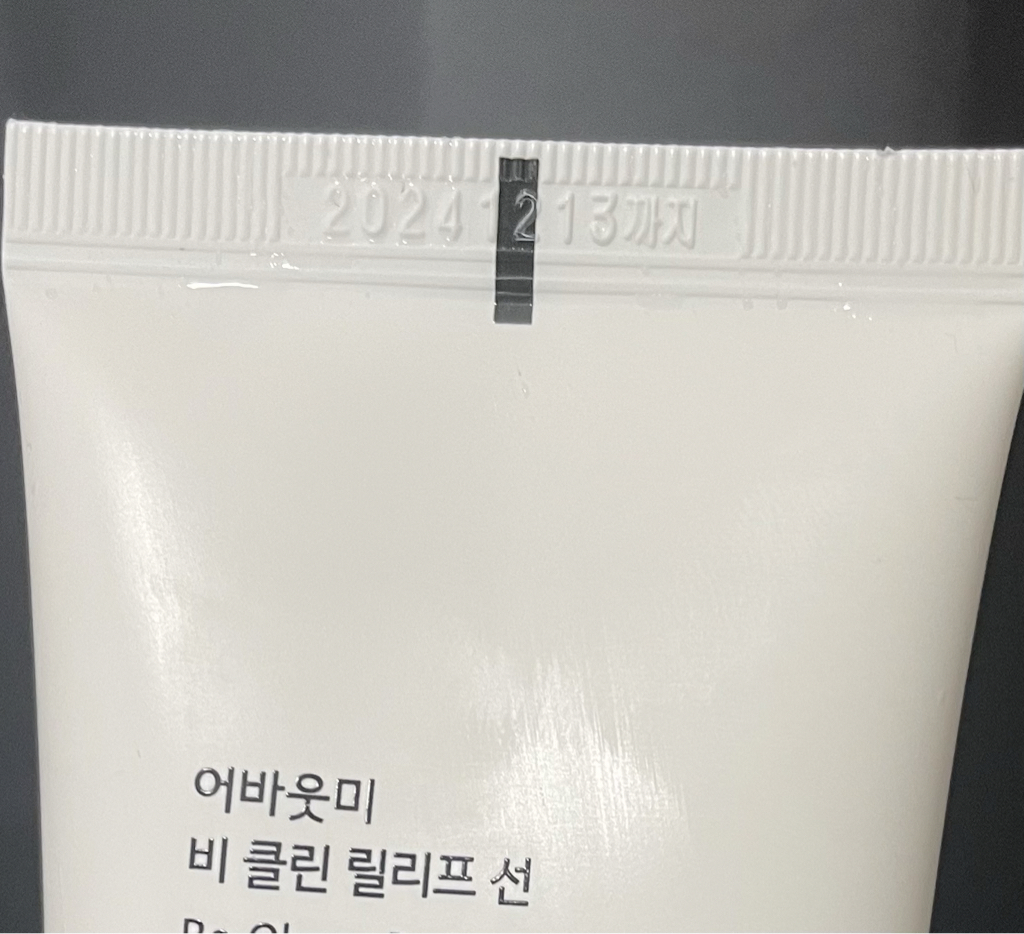 20241213까지
어바웃미
비 클린 릴리프 선